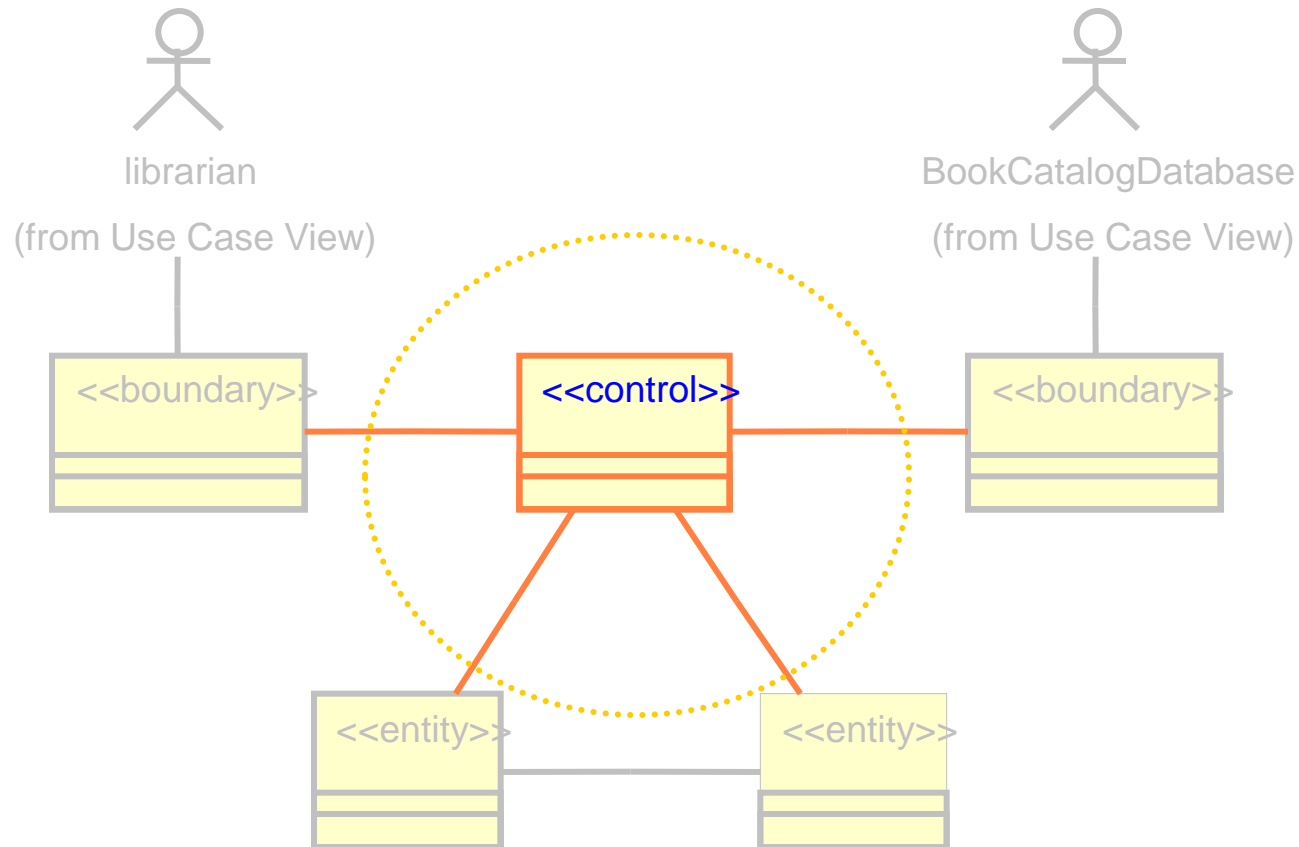 librarian
(from Use Case View)
BookCatalogDatabase
(from Use Case View)
<<boundary>>
<<control>>
<<boundary>>
<<entity>>
<<entity>>